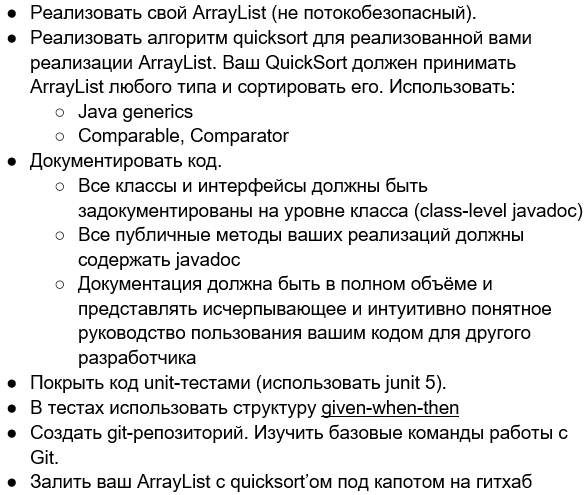 ● Реализовать свой ArrayList (не потокобезопасный).
● Реализовать алгоритм quicksort для реализованной вами
реализации ArrayList. Ваш QuickSort должен принимать
ArrayList любого типа и сортировать его. Использовать:
○ Java generics
○ Comparable, Comparator
● Документировать код.
○ Все классы и интерфейсы должны быть
задокументированы на уровне класса (class-level javadoc)
○ Все публичные методы ваших реализаций должны
содержать javadoc
○ Документация должна быть в полном объёме и
представлять исчерпывающее и интуитивно понятное
руководство пользования вашим кодом для другого
разработчика
● Покрыть код unit-тестами (использовать junit 5).
● В тестах использовать структуру given-when-then
● Создать git-репозиторий. Изучить базовые команды работы с
Git.
● Залить ваш ArrayList с quicksort’ом под капотом на гитхаб